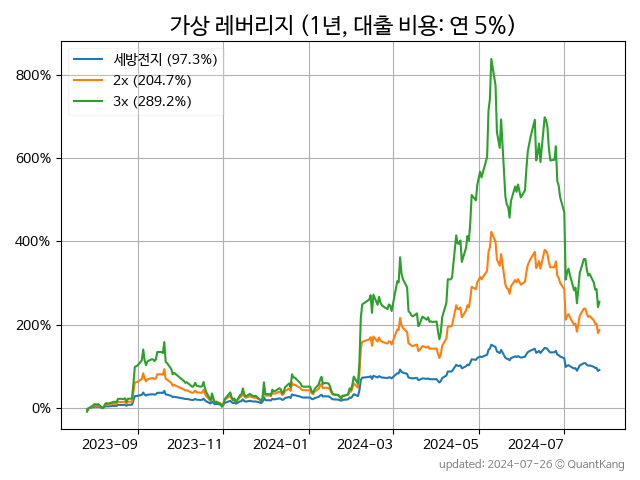 가상 레버리지 (1년, 대출 비용: 연 5%)
세방전지 (97.3%)
2x (204.7%)
3x (289.2%)
800%
600%
400%
200%
0%
2023-09 2023-11 2024-01 2024-03 2024-05 2024-07
updated: 2024-07-26 © QuantKang